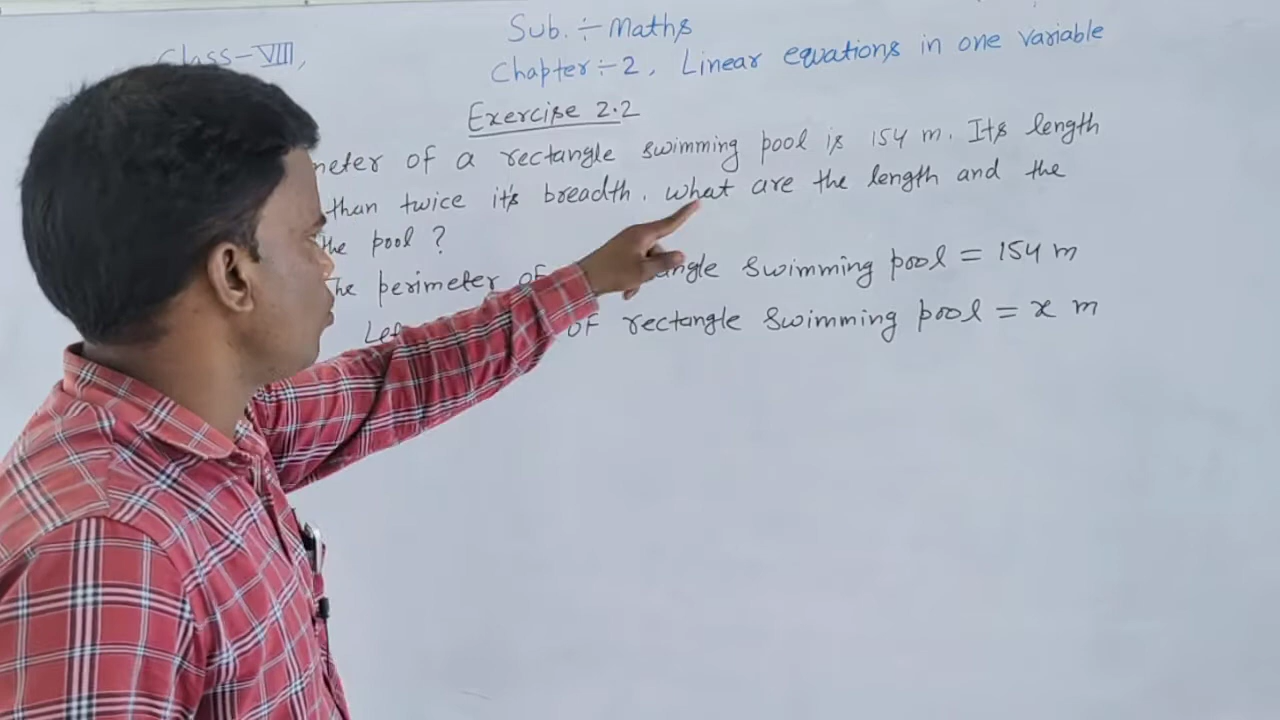 Sub. ÷ Maths
Class-VIII,
Chapter ÷ 2, Linear equations in one variable
Exercise 2.2
meter of a rectangle swimming pool is 154 m. Its length
than twice it's breadth. what are the length and the
the pool ?
The perimeter of angle swimming pool = 154 m
Let of rectangle swimming pool = x m